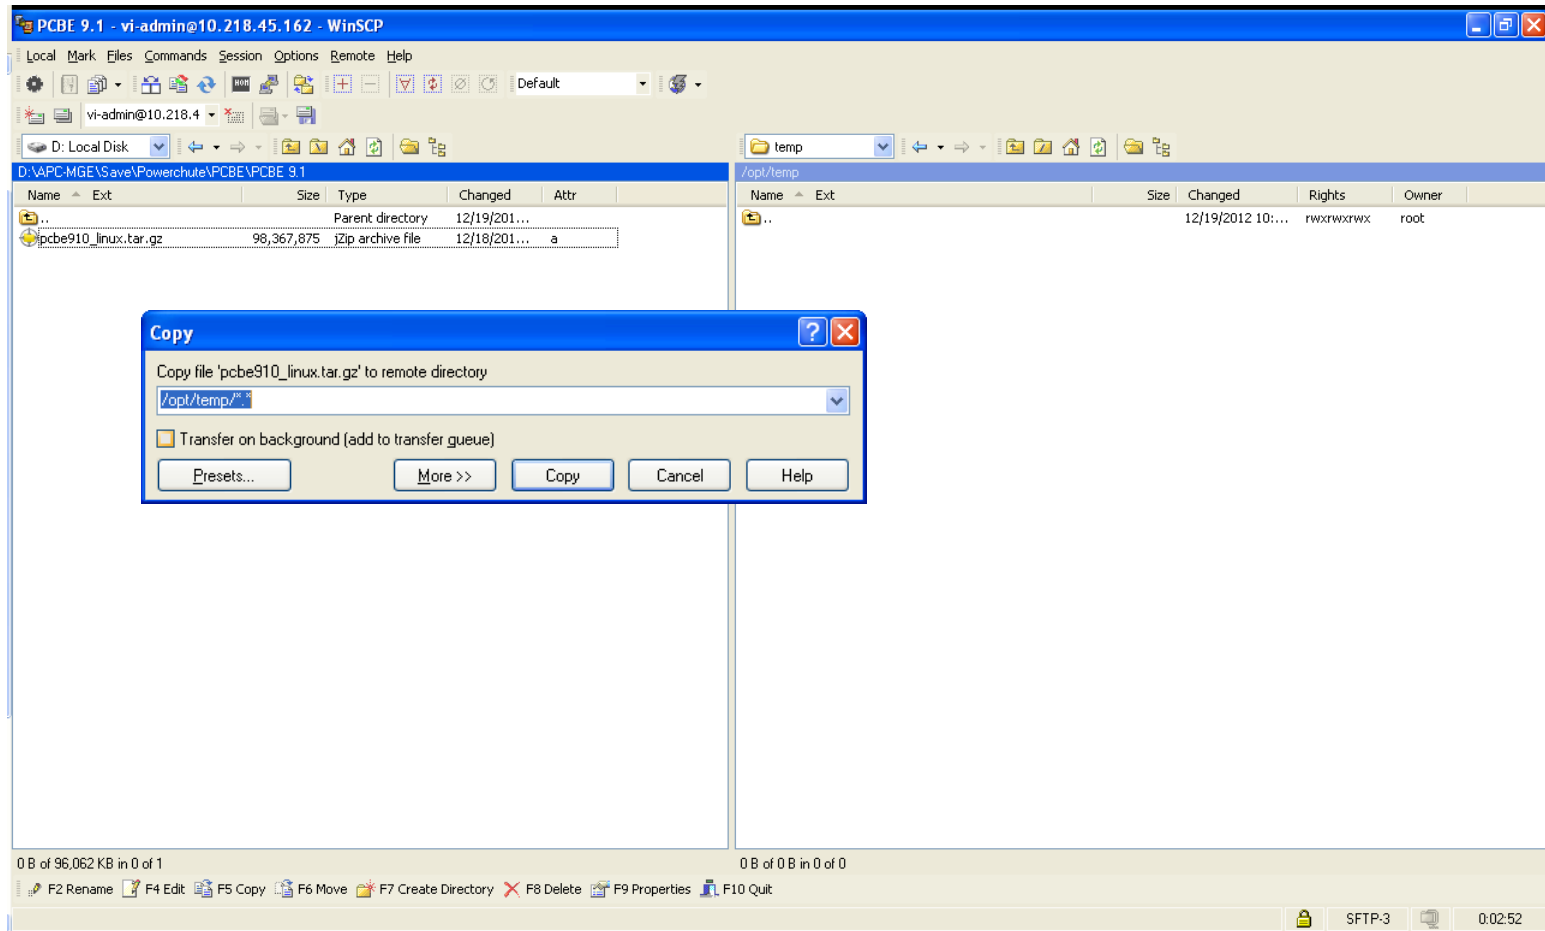 PCBE 9.1 - vi-admin@10.218.45.162 - WinSCP
Local Mark Files Commands Session Options Remote Help
Default
vi-admin@10.218.4
D: Local Disk
temp
D:\APC-MGE\Save\Powerchute\PCBE\PCBE 9.1
/opt/temp
Name Ext Size Type Changed Attr
Name Ext Size Changed Rights Owner
.. Parent directory 12/19/201...
.. 12/19/2012 10:... rwxrwxrwx root
pcbe910_linux.tar.gz 98,367,875 jZip archive file 12/18/201... a
Copy
Copy file 'pcbe910_linux.tar.gz' to remote directory
/opt/temp/*.*
Transfer on background (add to transfer queue)
Presets... More >> Copy Cancel Help
0 B of 96,062 KB in 0 of 1
0 B of 0 B in 0 of 0
F2 Rename F4 Edit F5 Copy F6 Move F7 Create Directory F8 Delete F9 Properties F10 Quit
SFTP-3 0:02:52